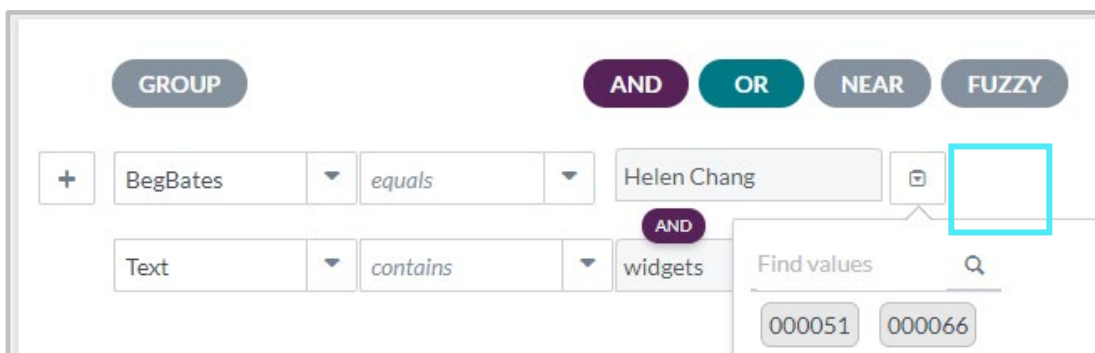 GROUP AND OR NEAR FUZZY
+ BegBates equals Helen Chang
AND
Text contains widgets Find values
000051 000066